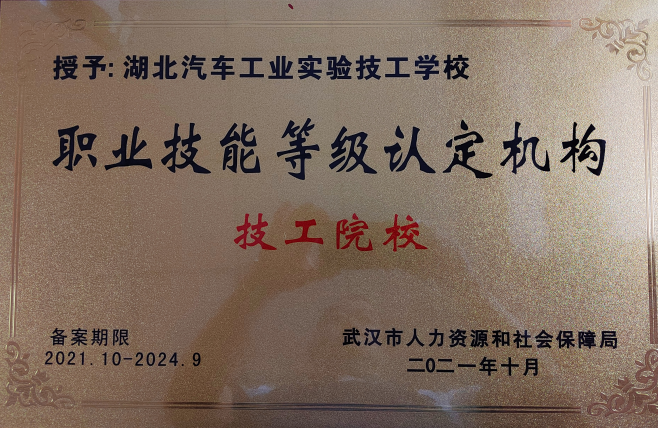 授予:湖北汽车工业实验技工学校
职业技能等级认定机构
技工院校
备案期限
2021.10-2024.9
武汉市人力资源和社会保障局
二〇二一年十月